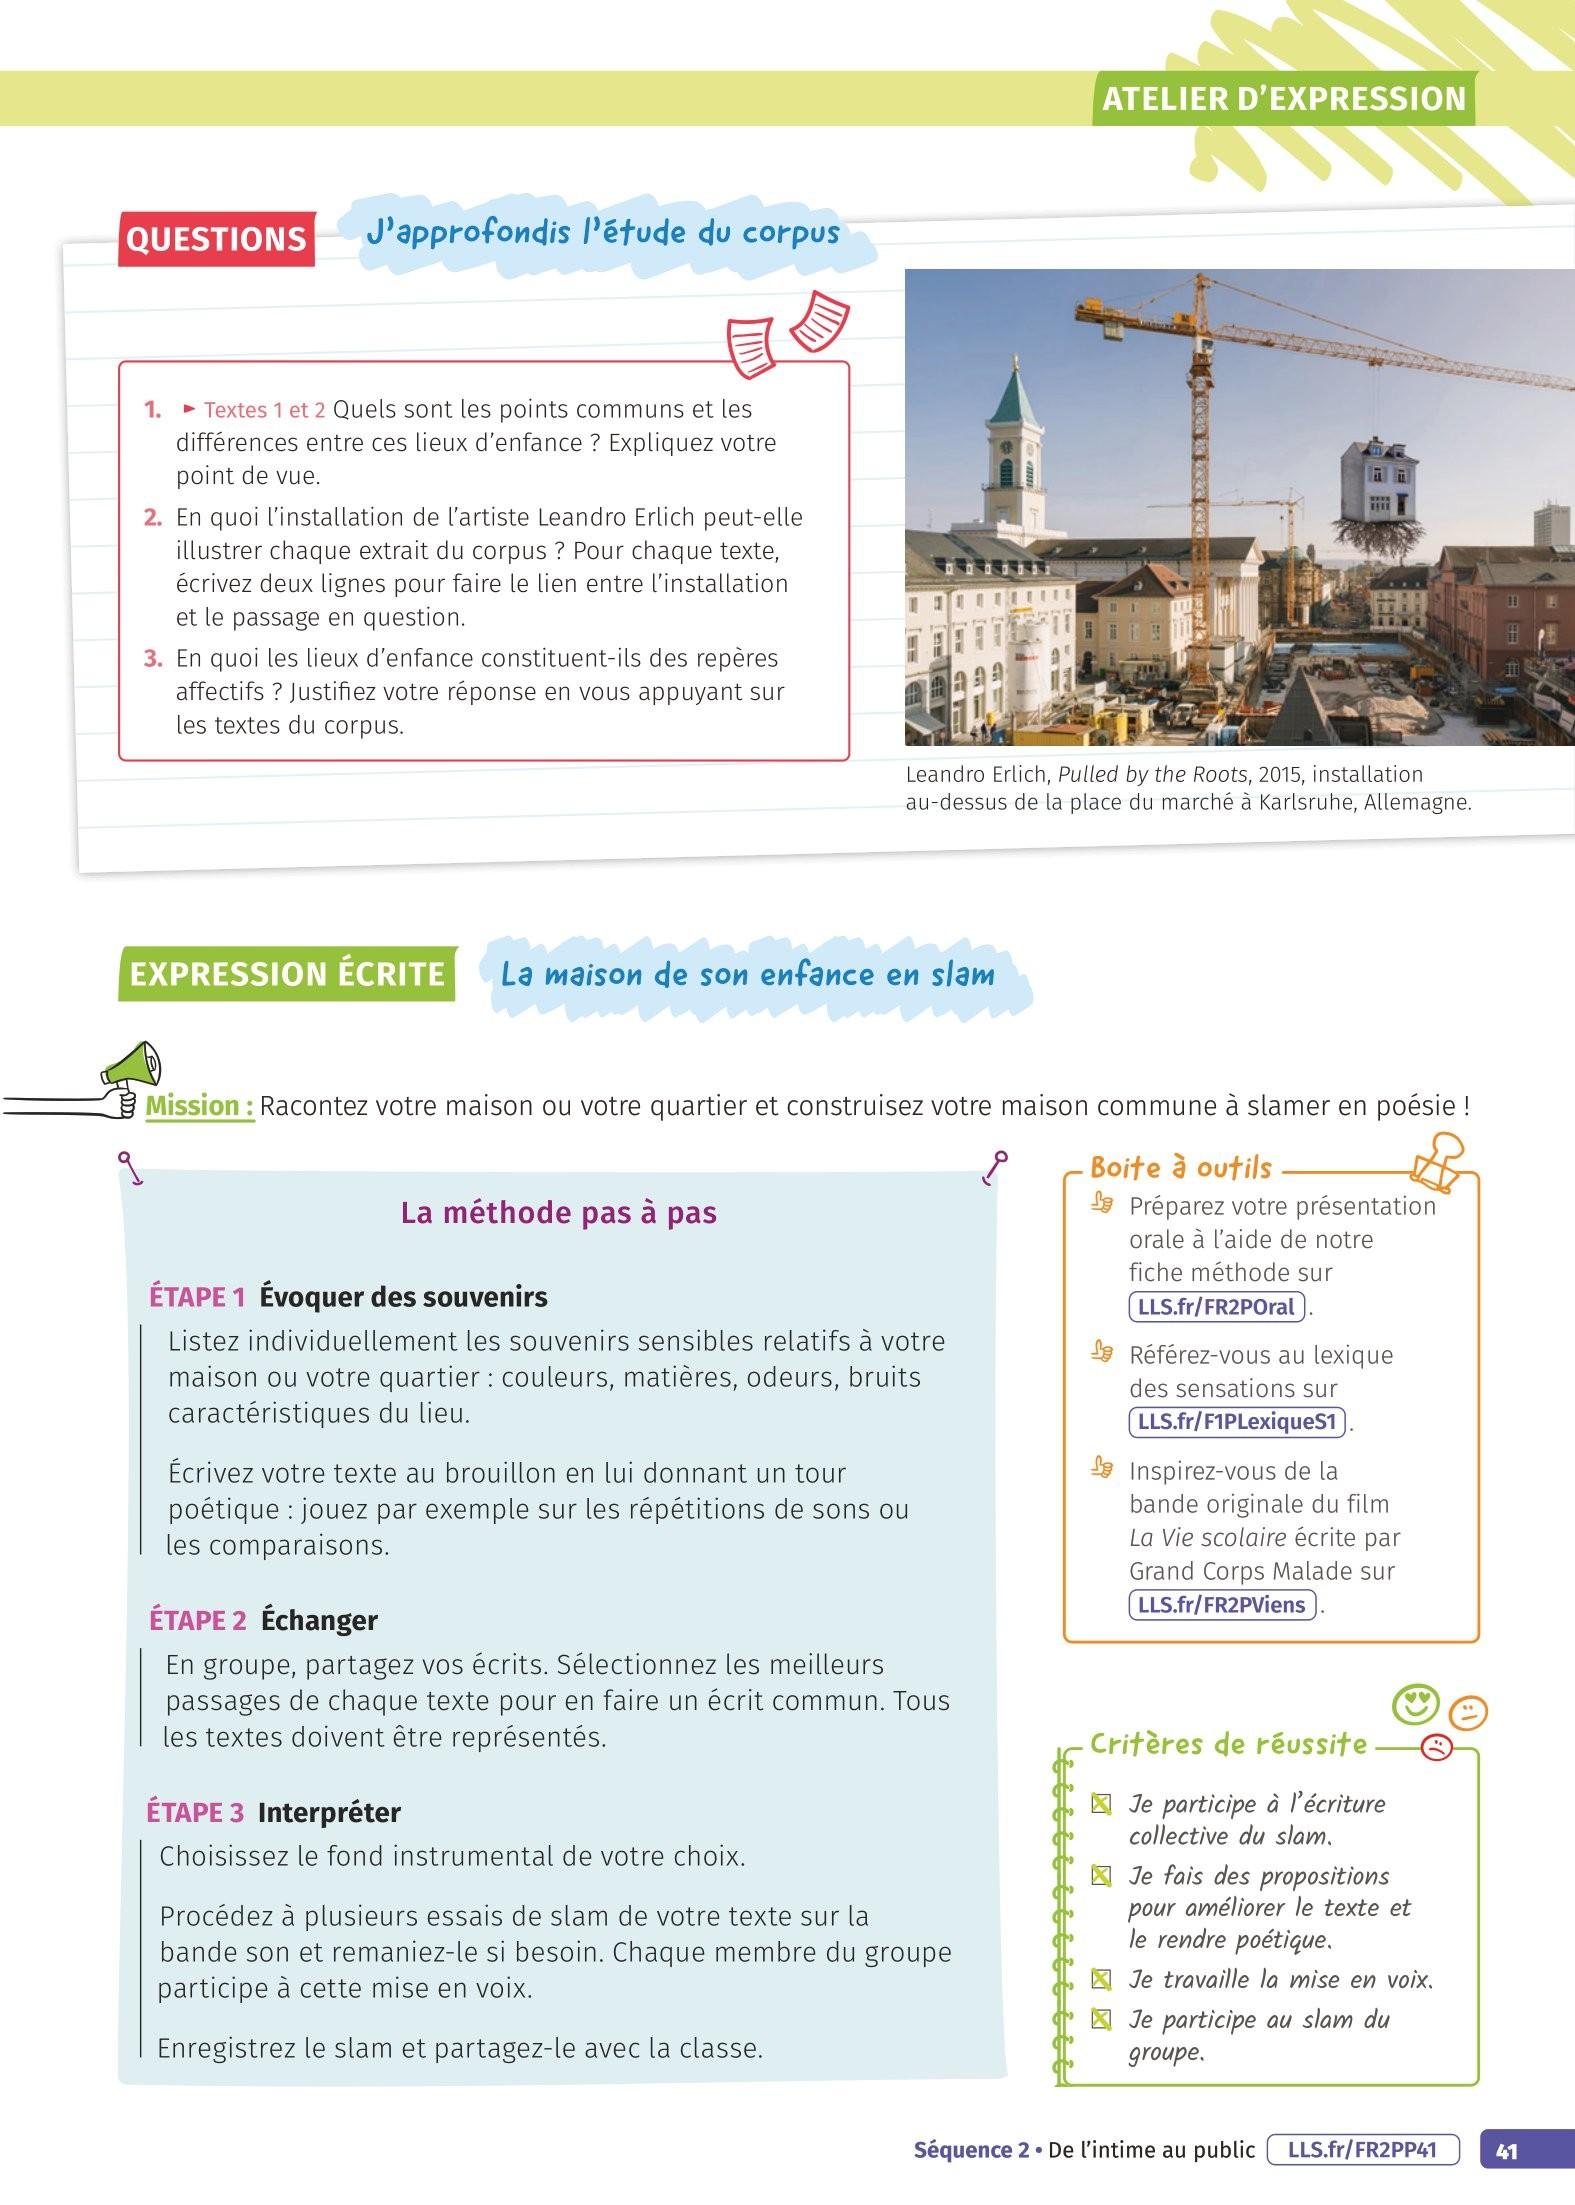 ATELIER D'EXPRESSION
QUESTIONS
J'approfondis l'étude du corpus
1. ► Textes 1 et 2 Quels sont les points communs et les
différences entre ces lieux d'enfance ? Expliquez votre
point de vue.
2. En quoi l'installation de l'artiste Leandro Erlich peut-elle
illustrer chaque extrait du corpus ? Pour chaque texte,
écrivez deux lignes pour faire le lien entre l'installation
et le passage en question.
3. En quoi les lieux d'enfance constituent-ils des repères
affectifs ? Justifiez votre réponse en vous appuyant sur
les textes du corpus.
Leandro Erlich, Pulled by the Roots, 2015, installation
au-dessus de la place du marché à Karlsruhe, Allemagne.
EXPRESSION ÉCRITE
La maison de son enfance en slam
Mission : Racontez votre maison ou votre quartier et construisez votre maison commune à slamer en poésie !
La méthode pas à pas
ÉTAPE 1 Évoquer des souvenirs
Listez individuellement les souvenirs sensibles relatifs à votre
maison ou votre quartier : couleurs, matières, odeurs, bruits
caractéristiques du lieu.
Écrivez votre texte au brouillon en lui donnant un tour
poétique : jouez par exemple sur les répétitions de sons ou
les comparaisons.
ÉTAPE 2 Échanger
En groupe, partagez vos écrits. Sélectionnez les meilleurs
passages de chaque texte pour en faire un écrit commun. Tous
les textes doivent être représentés.
ÉTAPE 3 Interpréter
Choisissez le fond instrumental de votre choix.
Procédez à plusieurs essais de slam de votre texte sur la
bande son et remaniez-le si besoin. Chaque membre du groupe
participe à cette mise en voix.
Enregistrez le slam et partagez-le avec la classe.
Boite à outils
Préparez votre présentation
orale à l'aide de notre
fiche méthode sur
LLS.fr/FR2POral .
Référez-vous au lexique
des sensations sur
LLS.fr/F1PLexiqueS1 .
Inspirez-vous de la
bande originale du film
La Vie scolaire écrite par
Grand Corps Malade sur
LLS.fr/FR2PViens .
Critères de réussite
Je participe à l'écriture
collective du slam.
Je fais des propositions
pour améliorer le texte et
le rendre poétique.
Je travaille la mise en voix.
Je participe au slam du
groupe.
Séquence 2 • De l'intime au public LLS.fr/FR2PP41 41